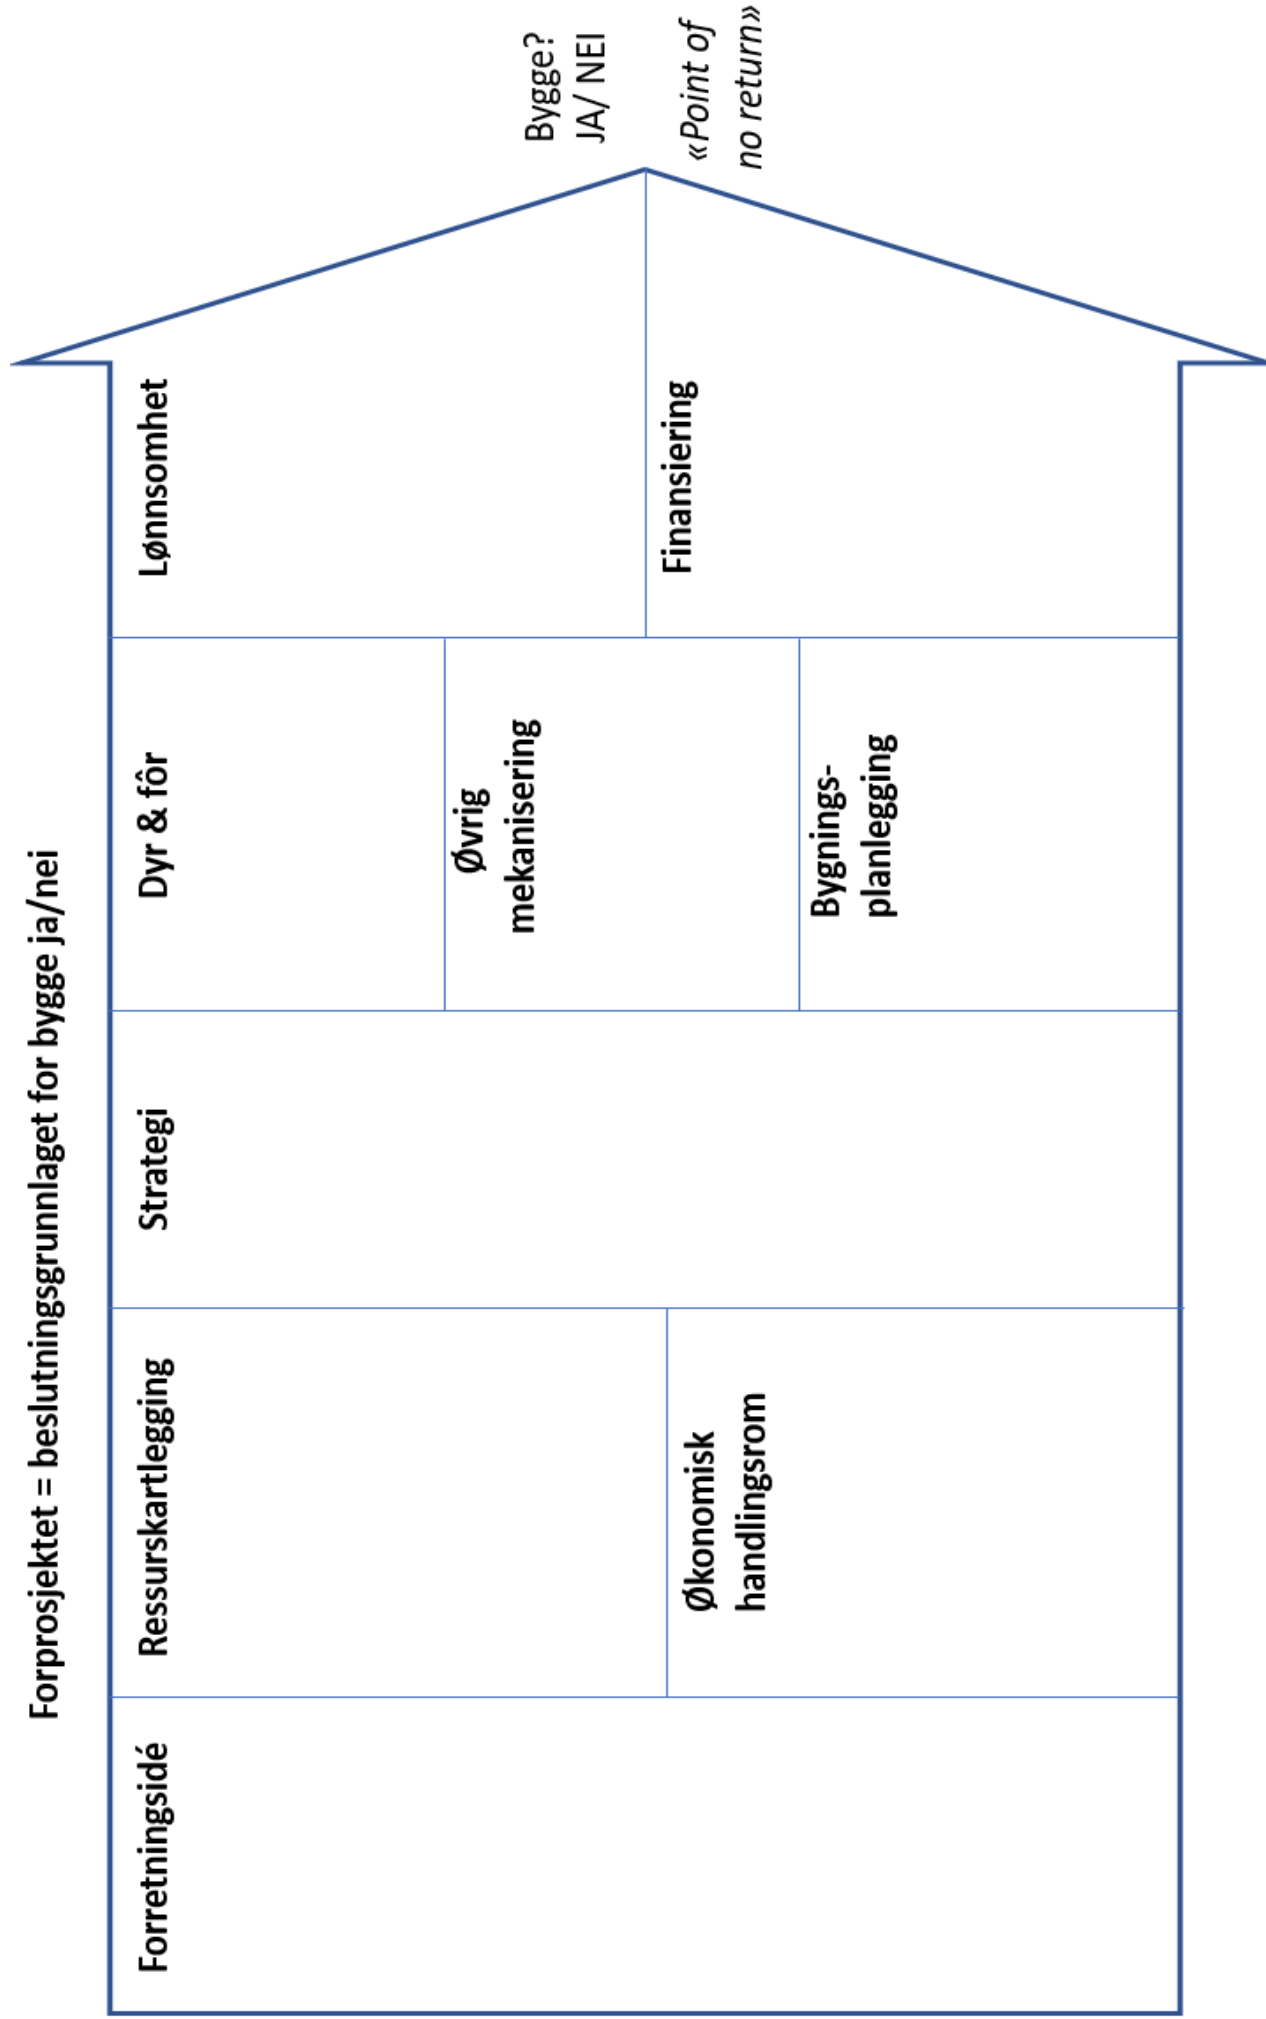 Forprosjektet = beslutningsgrunnlaget for bygge ja/nei
Forretningsidé
Ressurskartlegging
Økonomisk
handlingsrom
Strategi
Dyr & fôr
Øvrig
mekanisering
Bygnings-
planlegging
Lønnsomhet
Finansiering
Bygge?
JA/ NEI
«Point of
no return»